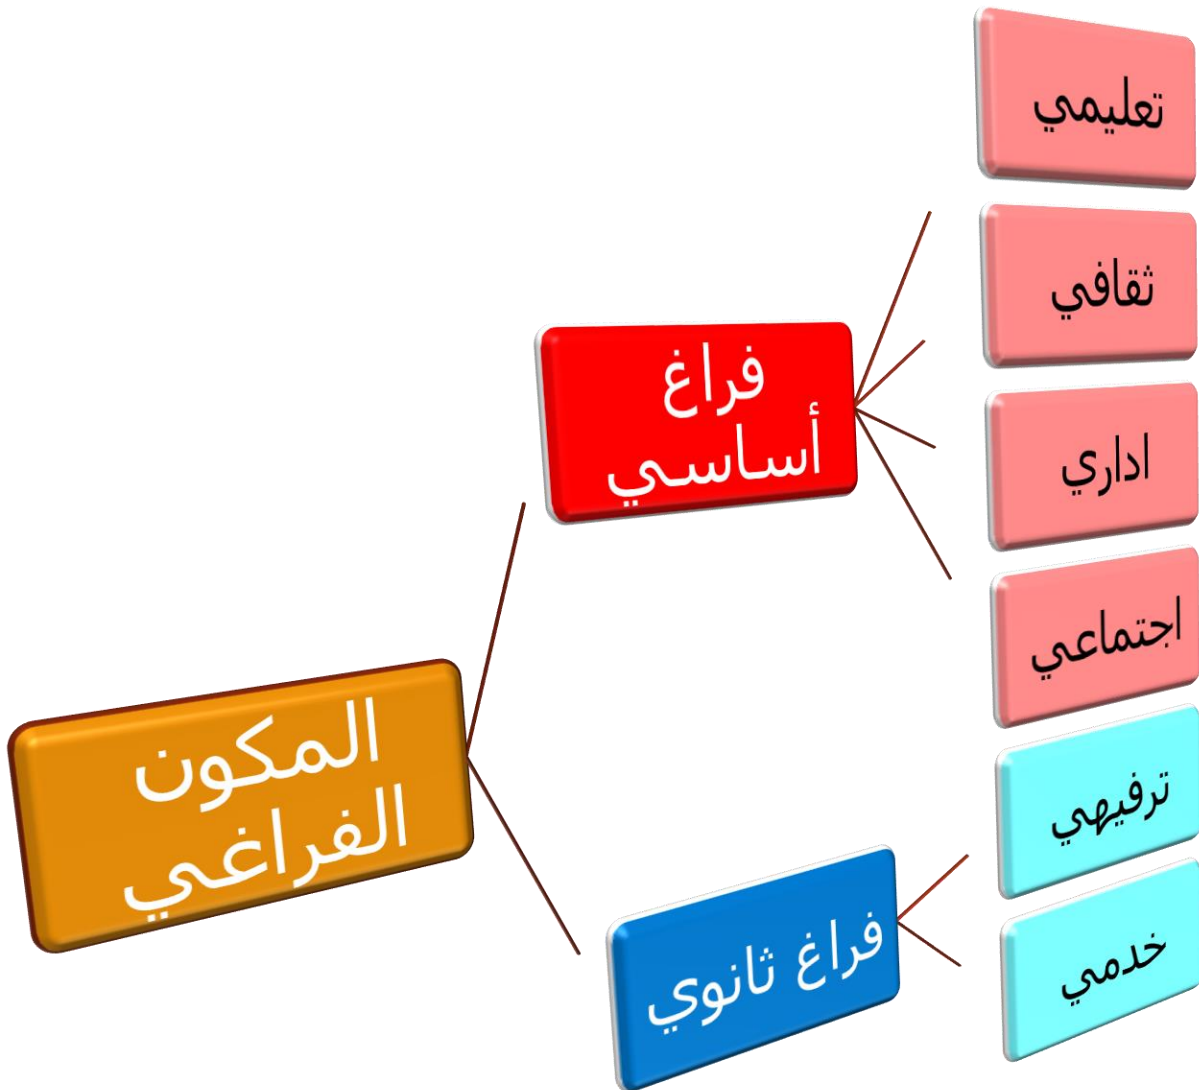 المكون
الفراغي
فراغ
أساسي
تعليمي
ثقافي
اداري
اجتماعي
فراغ ثانوي
ترفيهي
خدمي